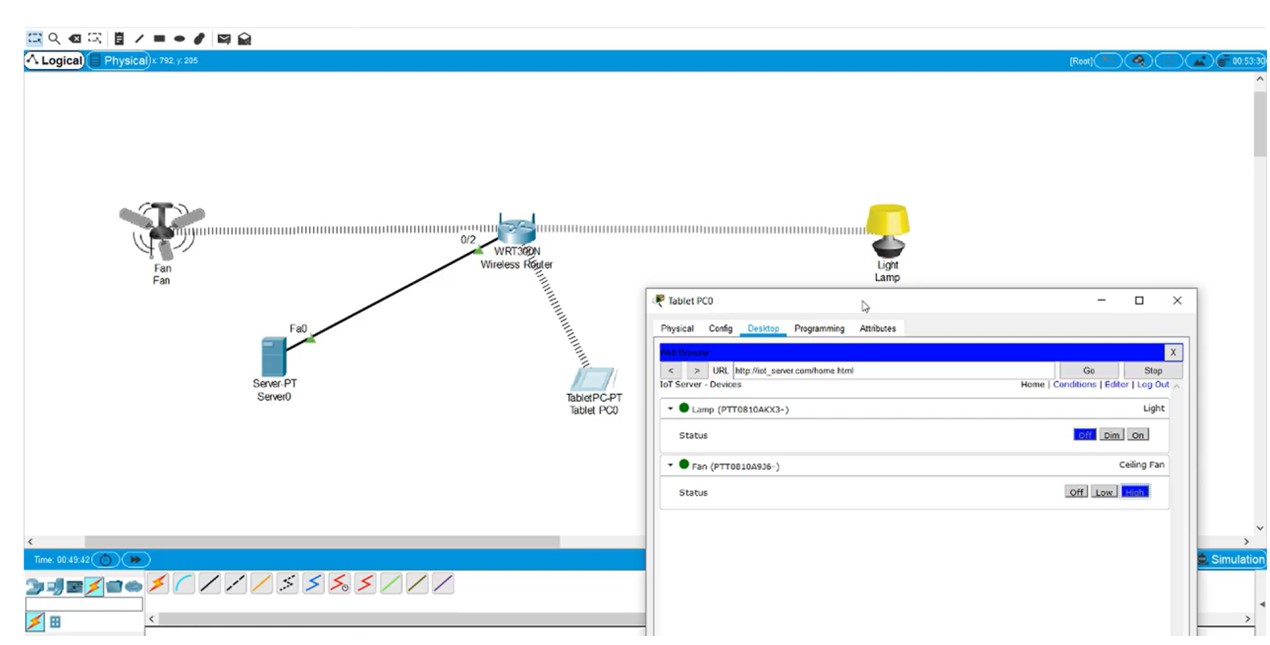 Logical Physical x: 792, y: 205 [Root] 00:53:30
0/2
WRT300N
Wireless Router
Fan
Fan
Light
Lamp
Fa0
Server-PT
Server0
TabletPC-PT
Tablet PC0
Tablet PC0
Physical Config Desktop Programming Attributes
Web Browser X
< > URL http://iot_server.com/home.html Go Stop
IoT Server - Devices Home | Conditions | Editor | Log Out
Lamp (PTT0810AKX3-) Light
Status Off Dim On
Fan (PTT0810A9J6-) Ceiling Fan
Status Off Low High
Time: 00:49:42 Simulation